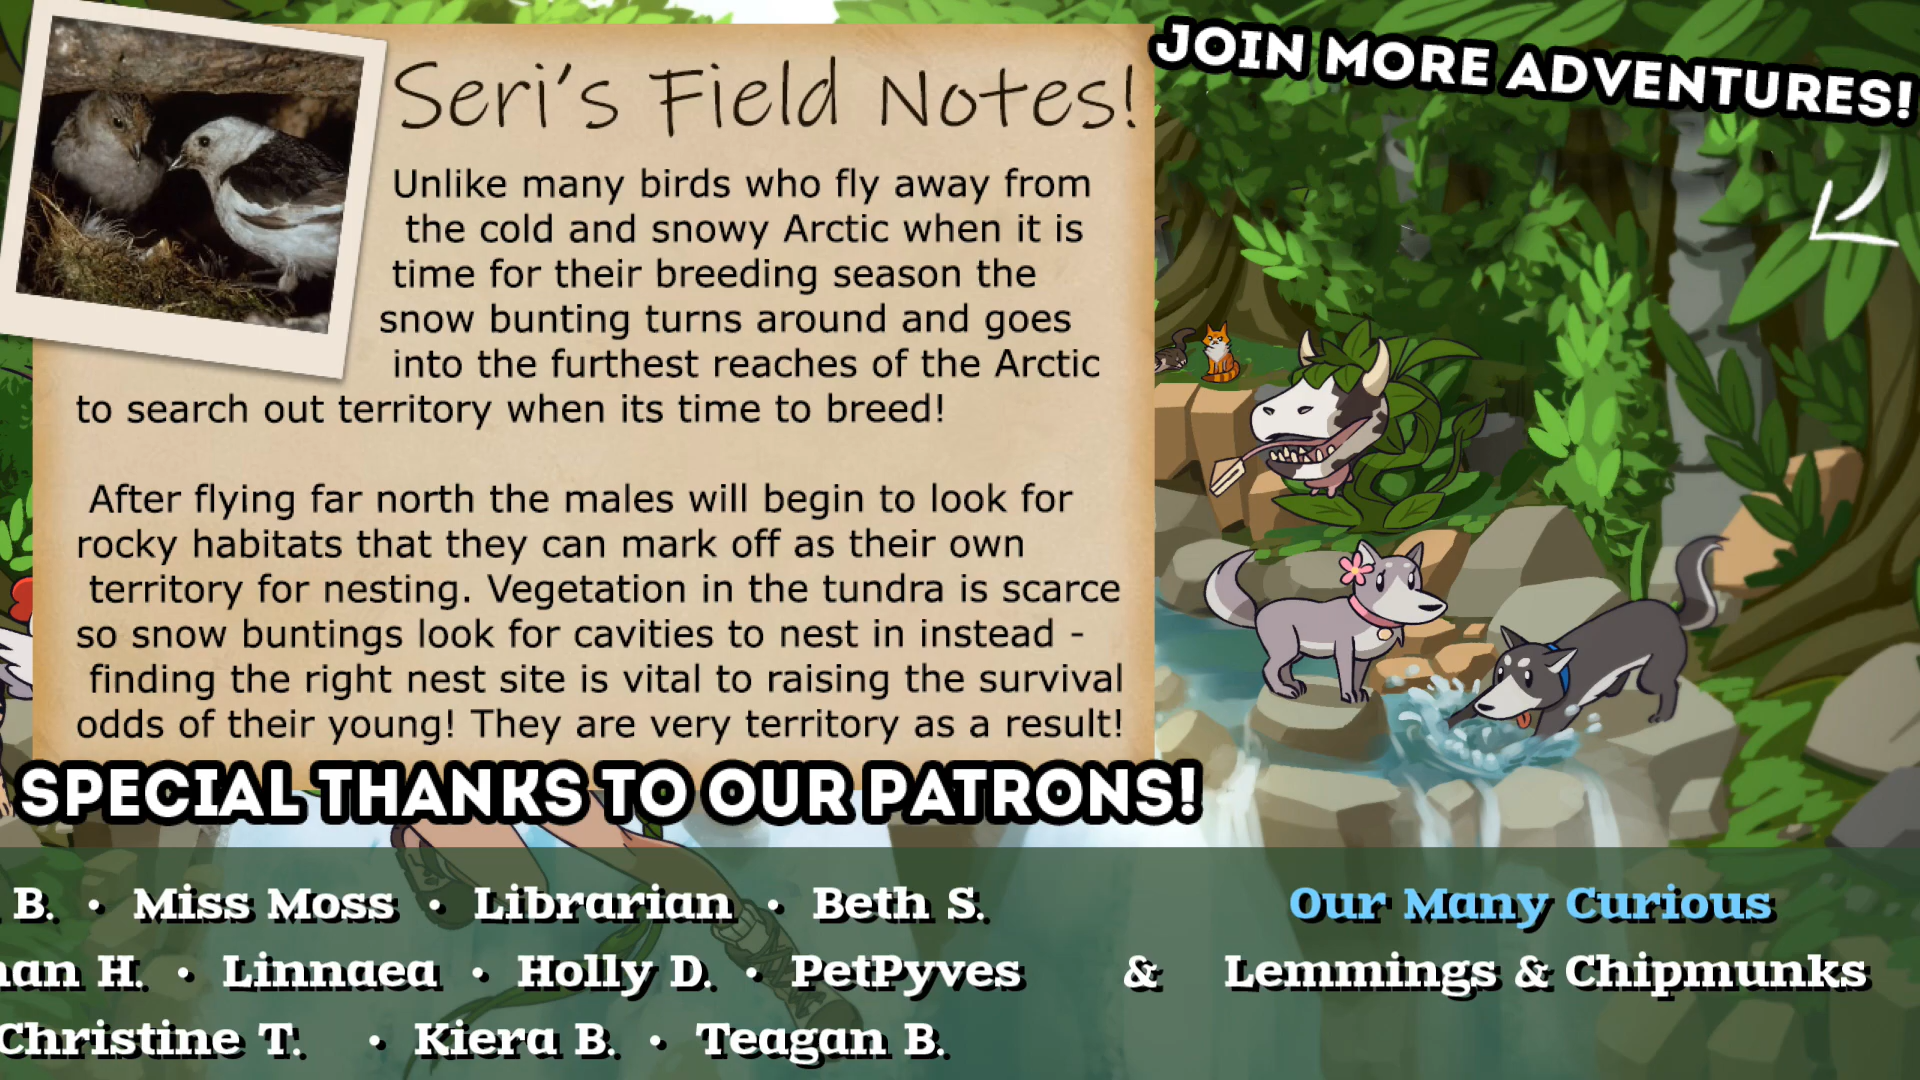 Seri's Field Notes!
JOIN MORE ADVENTURES!
Unlike many birds who fly away from
the cold and snowy Arctic when it is
time for their breeding season the
snow bunting turns around and goes
into the furthest reaches of the Arctic
to search out territory when its time to breed!
After flying far north the males will begin to look for
rocky habitats that they can mark off as their own
territory for nesting. Vegetation in the tundra is scarce
so snow buntings look for cavities to nest in instead -
finding the right nest site is vital to raising the survival
odds of their young! They are very territory as a result!
SPECIAL THANKS TO OUR PATRONS!
B. • Miss Moss • Librarian • Beth S.
H. • Linnaea • Holly D. • PetPyves
Christine T. • Kiera B. • Teagan B.
Our Many Curious
& Lemmings & Chipmunks